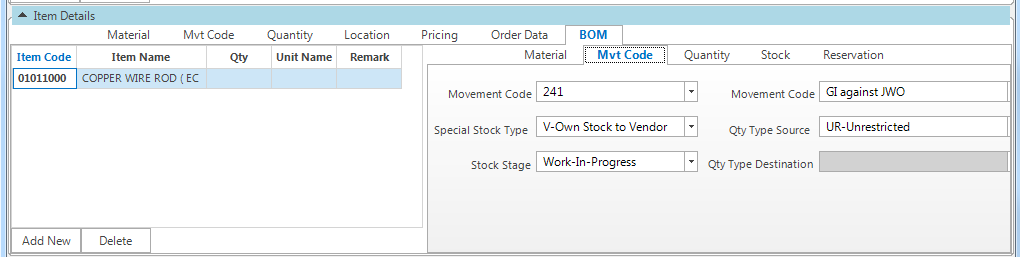 Item Details
Material Mvt Code Quantity Location Pricing Order Data BOM
Item Code Item Name Qty Unit Name Remark
01011000 COPPER WIRE ROD ( EC
Material Mvt Code Quantity Stock Reservation
Movement Code 241 Movement Code GI against JWO
Special Stock Type V-Own Stock to Vendor Qty Type Source UR-Unrestricted
Stock Stage Work-In-Progress Qty Type Destination
Add New Delete